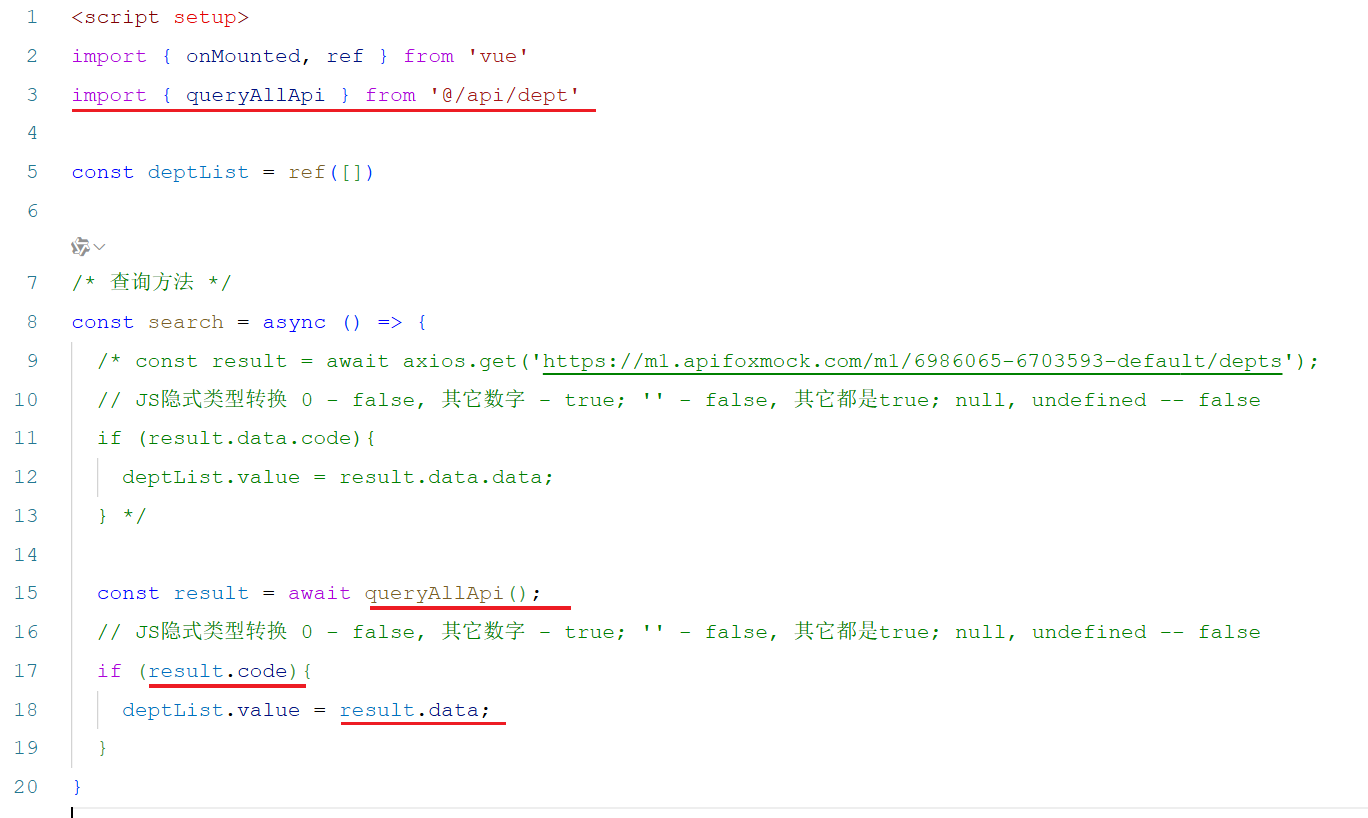 1 <script setup>
2 import { onMounted, ref } from 'vue'
3 import { queryAllApi } from '@/api/dept'
4
5 const deptList = ref([])
6
7 /* 查询方法 */
8 const search = async () => {
9 /* const result = await axios.get('https://m1.apifoxmock.com/m1/6986065-6703593-default/depts');
10 // JS隐式类型转换 0 - false, 其它数字 - true; '' - false, 其它都是true; null, undefined -- false
11 if (result.data.code){
12 deptList.value = result.data.data;
13 } */
14
15 const result = await queryAllApi();
16 // JS隐式类型转换 0 - false, 其它数字 - true; '' - false, 其它都是true; null, undefined -- false
17 if (result.code){
18 deptList.value = result.data;
19 }
20 }